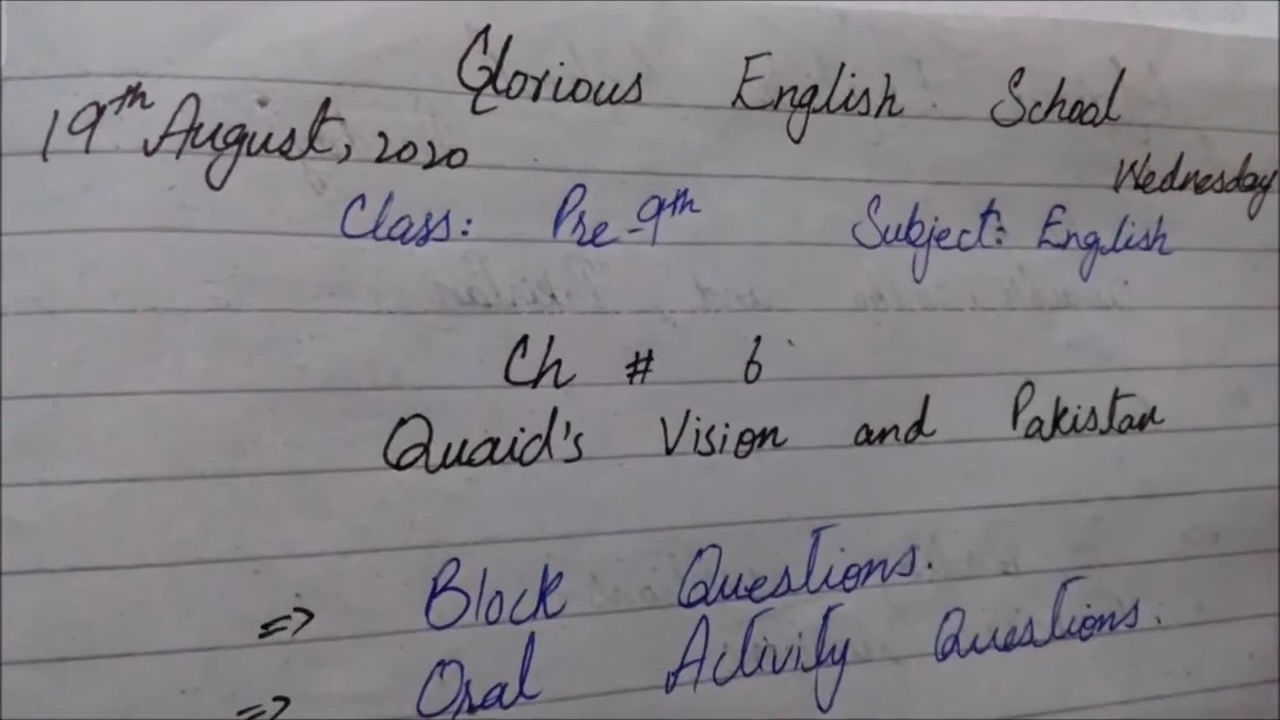 Glorious English School
19th August, 2020
Wednesday
Class: Pre-9th Subject: English
Ch # 6
Quaid's Vision and Pakistan
=> Block Questions.
=> Oral Activity Questions.